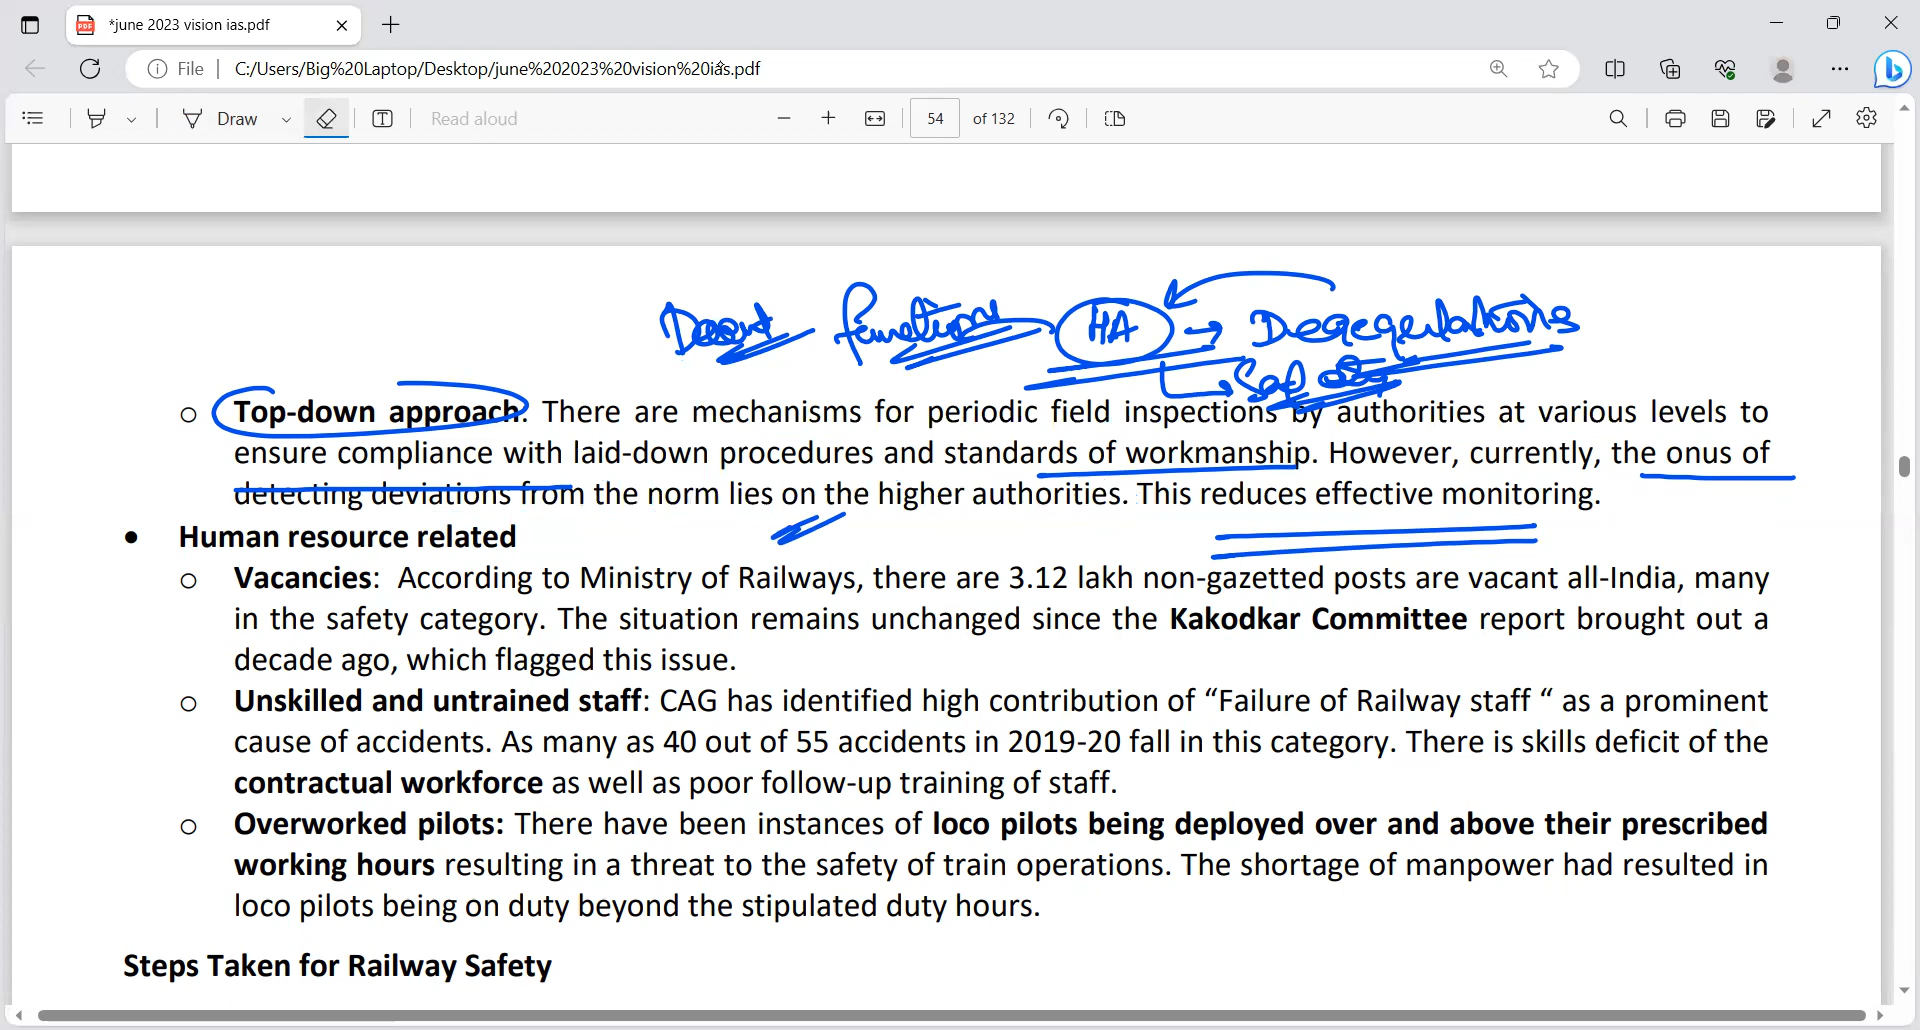 *june 2023 vision ias.pdf
File
C:/Users/Big%20Laptop/Desktop/june%202023%20vision%20ias.pdf
Draw
Read aloud
54 of 132
functions HA → Deregulations
Safety
o Top-down approach: There are mechanisms for periodic field inspections by authorities at various levels to
ensure compliance with laid-down procedures and standards of workmanship. However, currently, the onus of
detecting deviations from the norm lies on the higher authorities. This reduces effective monitoring.
• Human resource related
o Vacancies: According to Ministry of Railways, there are 3.12 lakh non-gazetted posts are vacant all-India, many
in the safety category. The situation remains unchanged since the Kakodkar Committee report brought out a
decade ago, which flagged this issue.
o Unskilled and untrained staff: CAG has identified high contribution of “Failure of Railway staff “ as a prominent
cause of accidents. As many as 40 out of 55 accidents in 2019-20 fall in this category. There is skills deficit of the
contractual workforce as well as poor follow-up training of staff.
o Overworked pilots: There have been instances of loco pilots being deployed over and above their prescribed
working hours resulting in a threat to the safety of train operations. The shortage of manpower had resulted in
loco pilots being on duty beyond the stipulated duty hours.
Steps Taken for Railway Safety